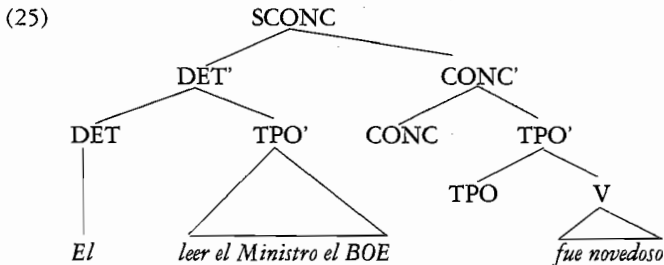 (25) SCONC
DET' CONC'
DET TPO' CONC TPO'
TPO V
El leer el Ministro el BOE fue novedoso